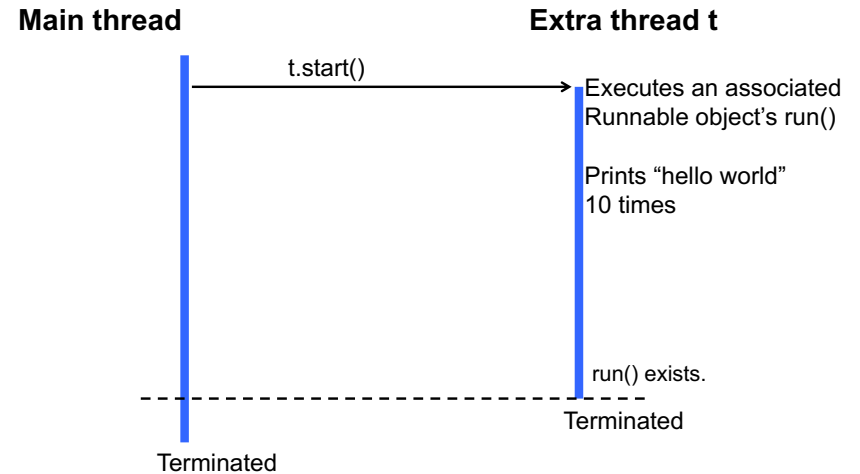 Main thread
Extra thread t
t.start()
Executes an associated
Runnable object’s run()
Prints “hello world”
10 times
run() exists.
Terminated
Terminated